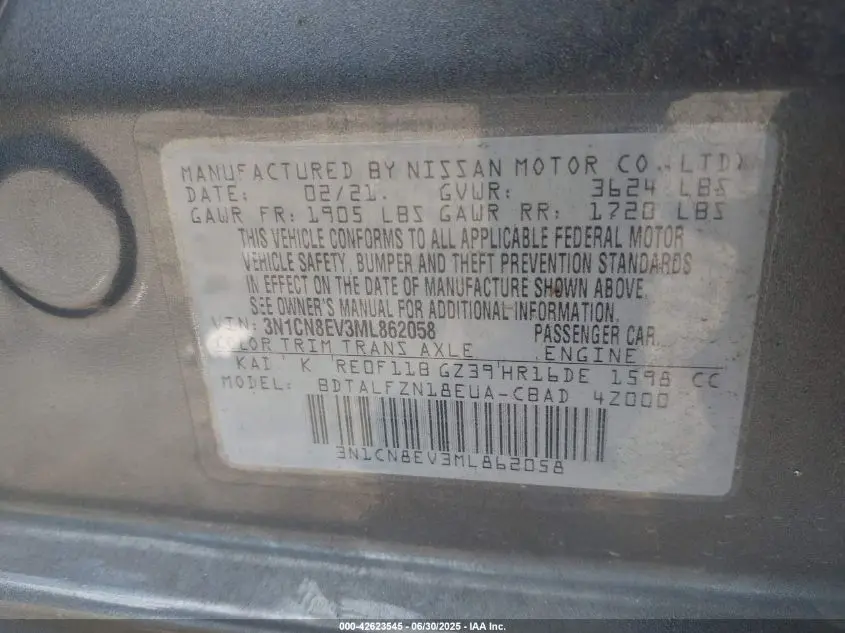 MANUFACTURED BY NISSAN MOTOR CO., LTD.
DATE: 02/21. GVWR: 3624 LBS
GAWR FR: 1905 LBS GAWR RR: 1720 LBS
THIS VEHICLE CONFORMS TO ALL APPLICABLE FEDERAL MOTOR
VEHICLE SAFETY, BUMPER AND THEFT PREVENTION STANDARDS
IN EFFECT ON THE DATE OF MANUFACTURE SHOWN ABOVE.
SEE OWNER'S MANUAL FOR ADDITIONAL INFORMATION.
VIN: 3N1CN8EV3ML862058 PASSENGER CAR.
COLOR TRIM TRANS AXLE ENGINE
KAD K RE0F11B GZ39 HR16DE 1598 CC
MODEL: BDTALFZN18EUA-CBAD 4Z000
3N1CN8EV3ML862058
000-42623545 - 06/30/2025 - IAA Inc.